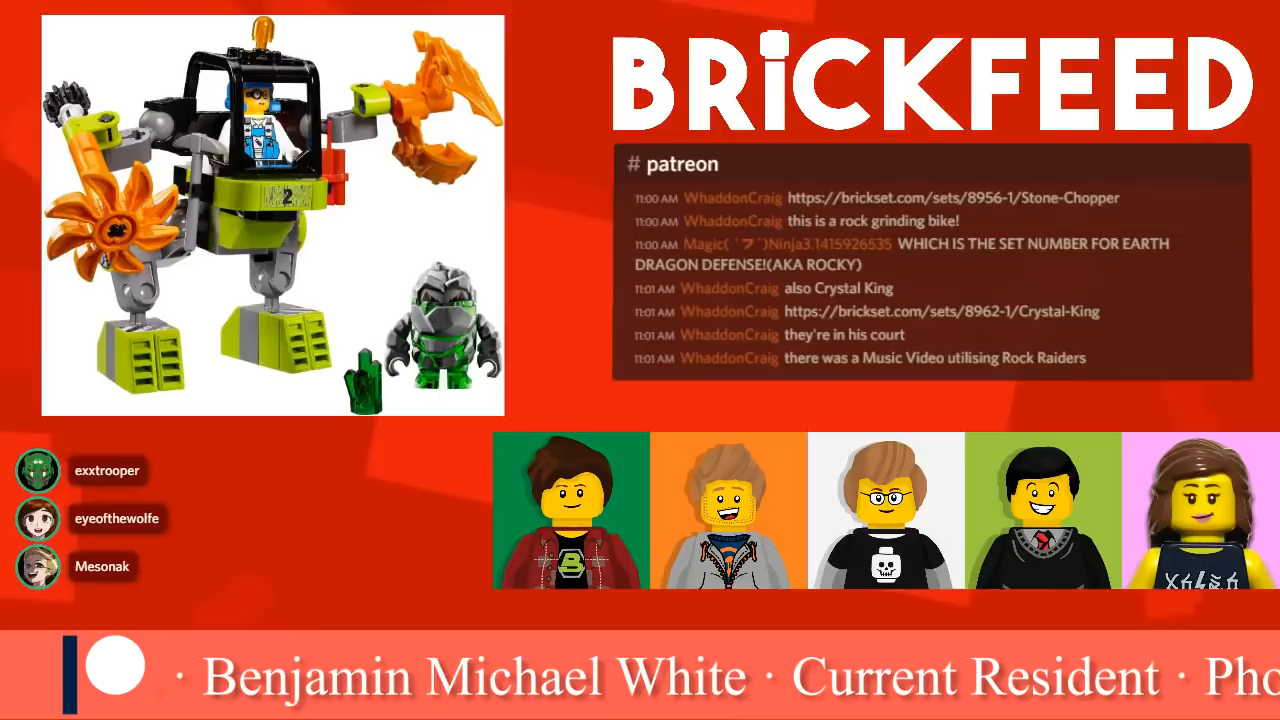 BRiCKFEED
# patreon
11:00 AM WhaddonCraig https://brickset.com/sets/8956-1/Stone-Chopper
11:00 AM WhaddonCraig this is a rock grinding bike!
11:00 AM Magic( ˙フ˙)Ninja3.1415926535 WHICH IS THE SET NUMBER FOR EARTH
DRAGON DEFENSE!(AKA ROCKY)
11:01 AM WhaddonCraig also Crystal King
11:01 AM WhaddonCraig https://brickset.com/sets/8962-1/Crystal-King
11:01 AM WhaddonCraig they're in his court
11:01 AM WhaddonCraig there was a Music Video utilising Rock Raiders
2
exxtrooper
eyeofthewolfe
Mesonak
B
· Benjamin Michael White · Current Resident · Pho